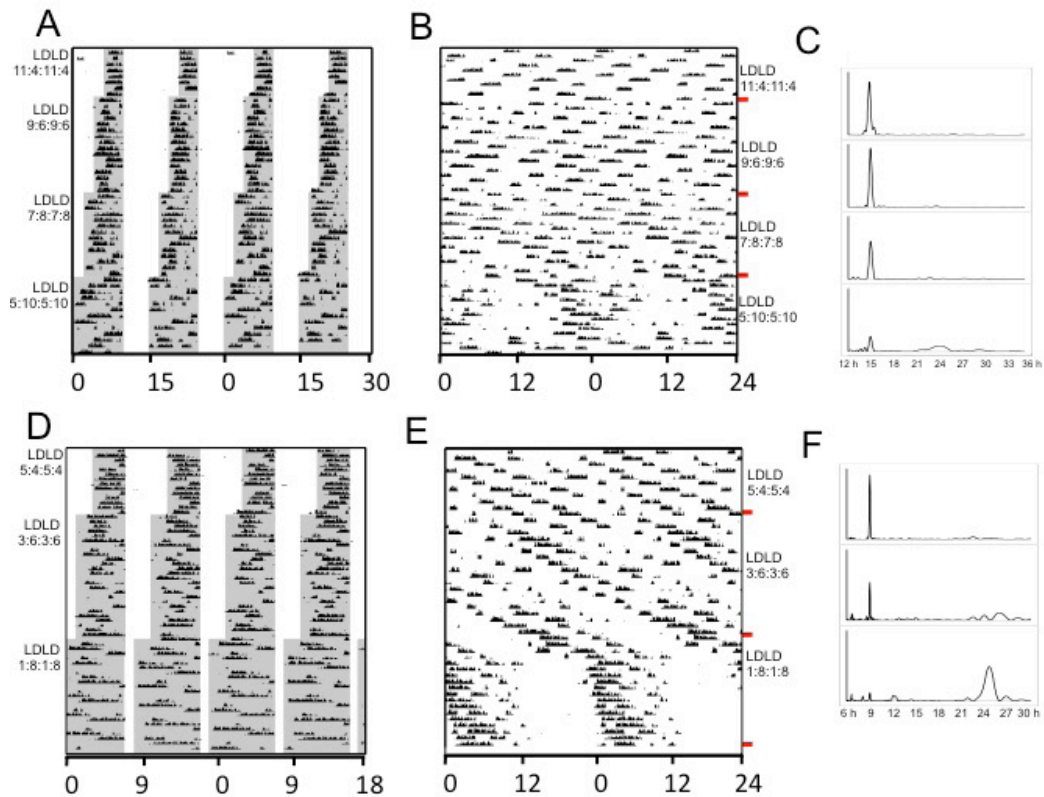 A
LDLD
11:4:11:4
LDLD
9:6:9:6
LDLD
7:8:7:8
LDLD
5:10:5:10
0 15 0 15 30
B
LDLD
11:4:11:4
LDLD
9:6:9:6
LDLD
7:8:7:8
LDLD
5:10:5:10
0 12 0 12 24
C
12 h 15 18 21 24 27 30 33 36 h
D
LDLD
5:4:5:4
LDLD
3:6:3:6
LDLD
1:8:1:8
0 9 0 9 18
E
LDLD
5:4:5:4
LDLD
3:6:3:6
LDLD
1:8:1:8
0 12 0 12 24
F
6 h 9 12 15 18 21 24 27 30 h